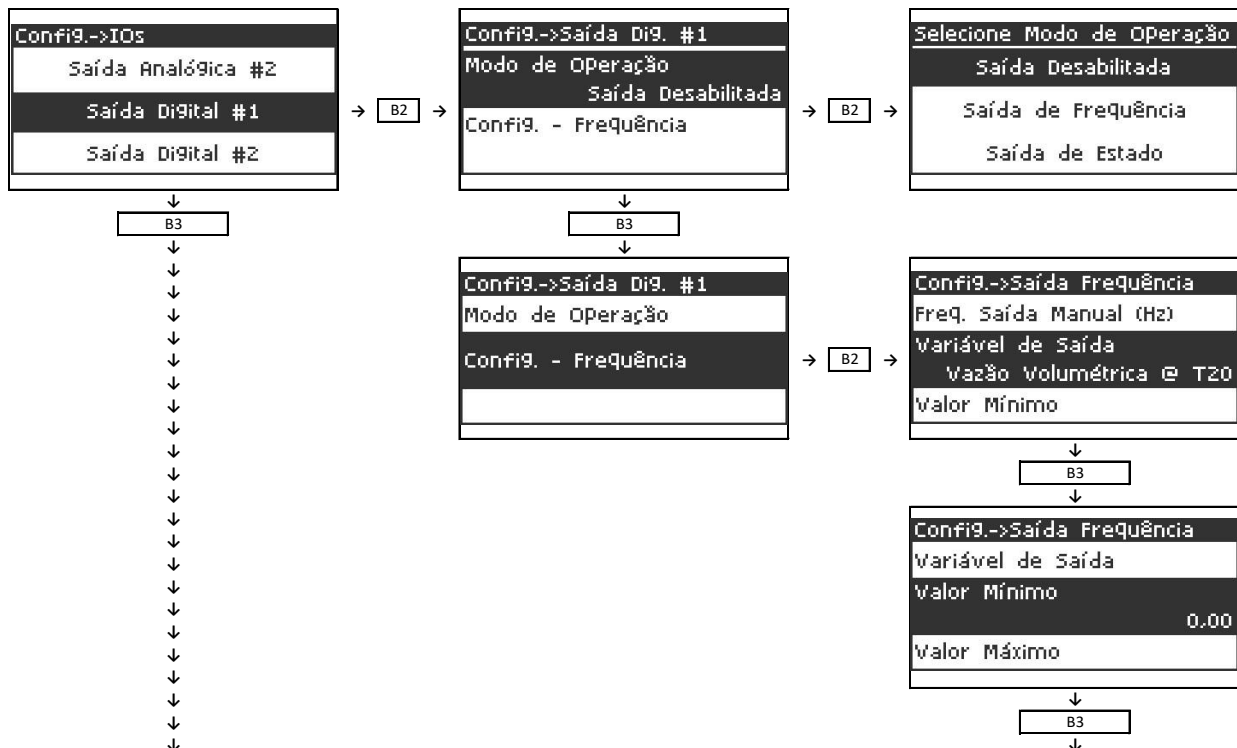 Config.->IOs
Saída Analógica #2
Saída Digital #1
Saída Digital #2
→ B2 →
Config.->Saída Dig. #1
Modo de Operação
Saída Desabilitada
Config. - Frequência
→ B2 →
Selecione Modo de Operação
Saída Desabilitada
Saída de Frequência
Saída de Estado
B3
B3
Config.->Saída Dig. #1
Modo de Operação
Config. - Frequência
→ B2 →
Config.->Saída Frequência
Freq. Saída Manual (Hz)
Variável de Saída
Vazão Volumétrica @ T20
Valor Mínimo
B3
Config.->Saída Frequência
Variável de Saída
Valor Mínimo
0,00
Valor Máximo
B3